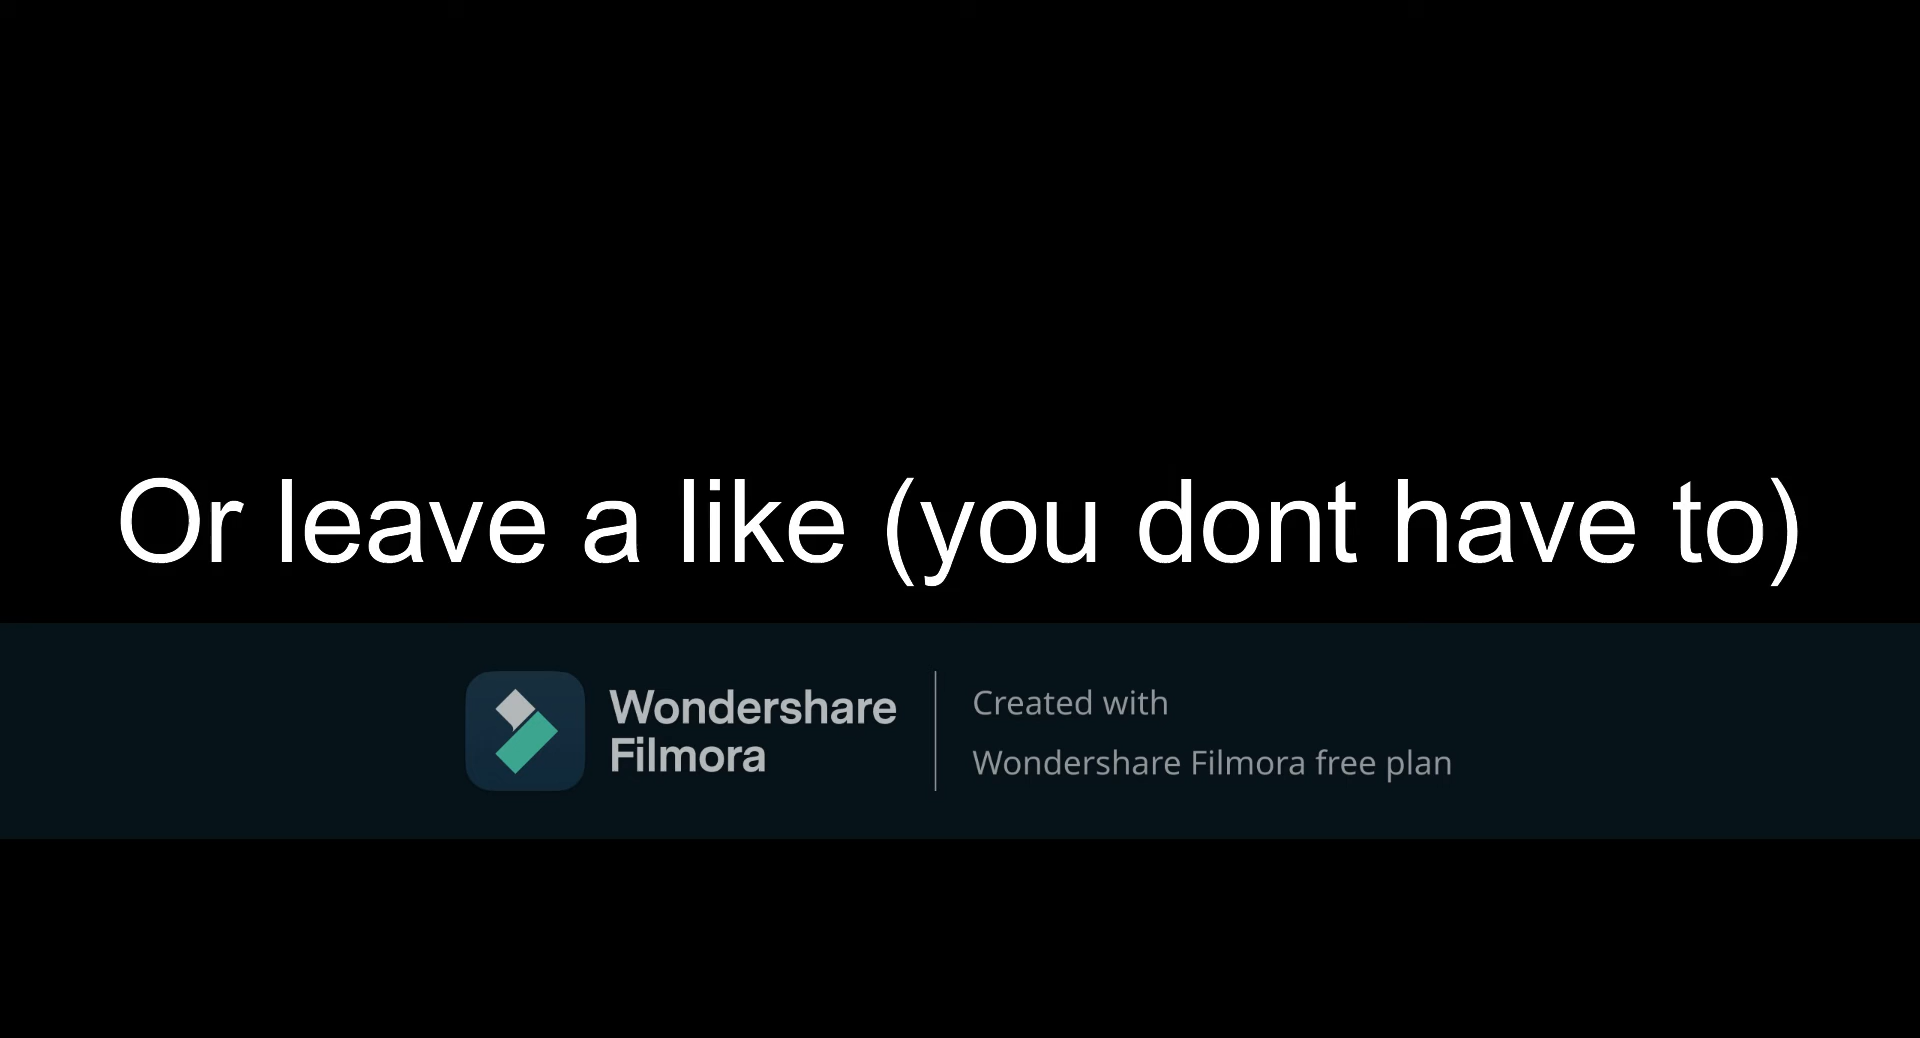 Or leave a like (you dont have to)
Wondershare
Filmora
Created with
Wondershare Filmora free plan